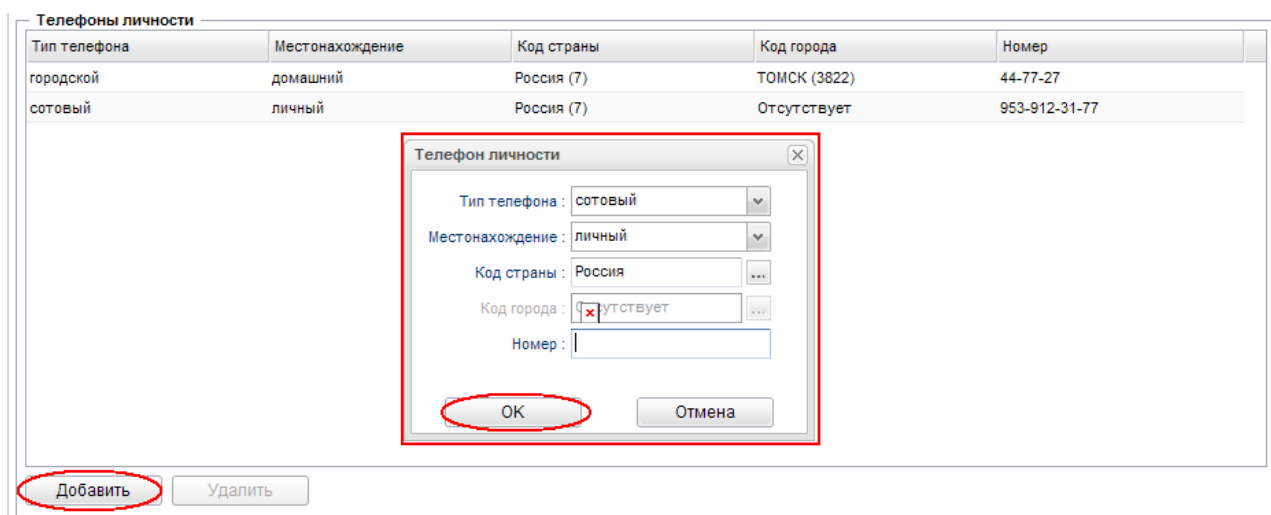 Телефоны личности
Тип телефона Местонахождение Код страны Код города Номер
городской домашний Россия (7) ТОМСК (3822) 44-77-27
сотовый личный Россия (7) Отсутствует 953-912-31-77
Телефон личности
Тип телефона : сотовый
Местонахождение : личный
Код страны : Россия ...
Код города : Отсутствует ...
Номер :
OK Отмена
Добавить Удалить